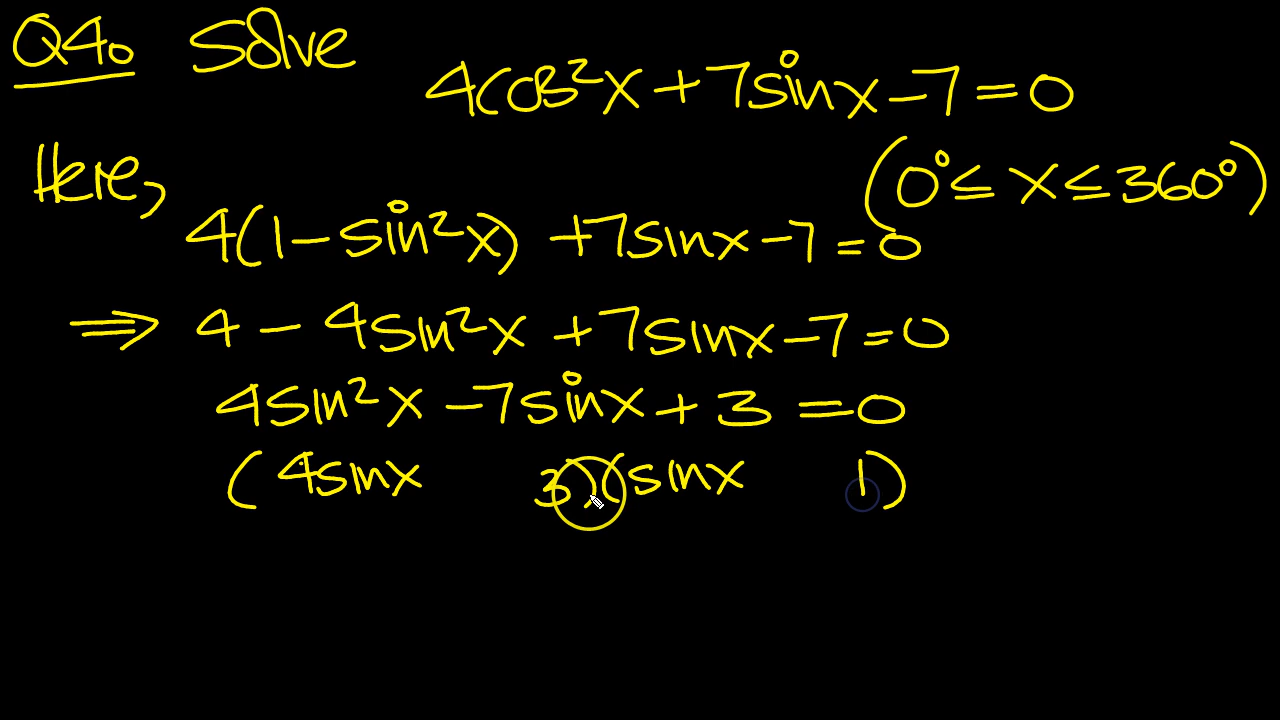 Q4. Solve
4cos²x + 7sinx - 7 = 0
(0° ≤ x ≤ 360°)
Here,
4(1 - sin²x) + 7sinx - 7 = 0
⇒ 4 - 4sin²x + 7sinx - 7 = 0
4sin²x - 7sinx + 3 = 0
(4sinx 3)(sinx 1)